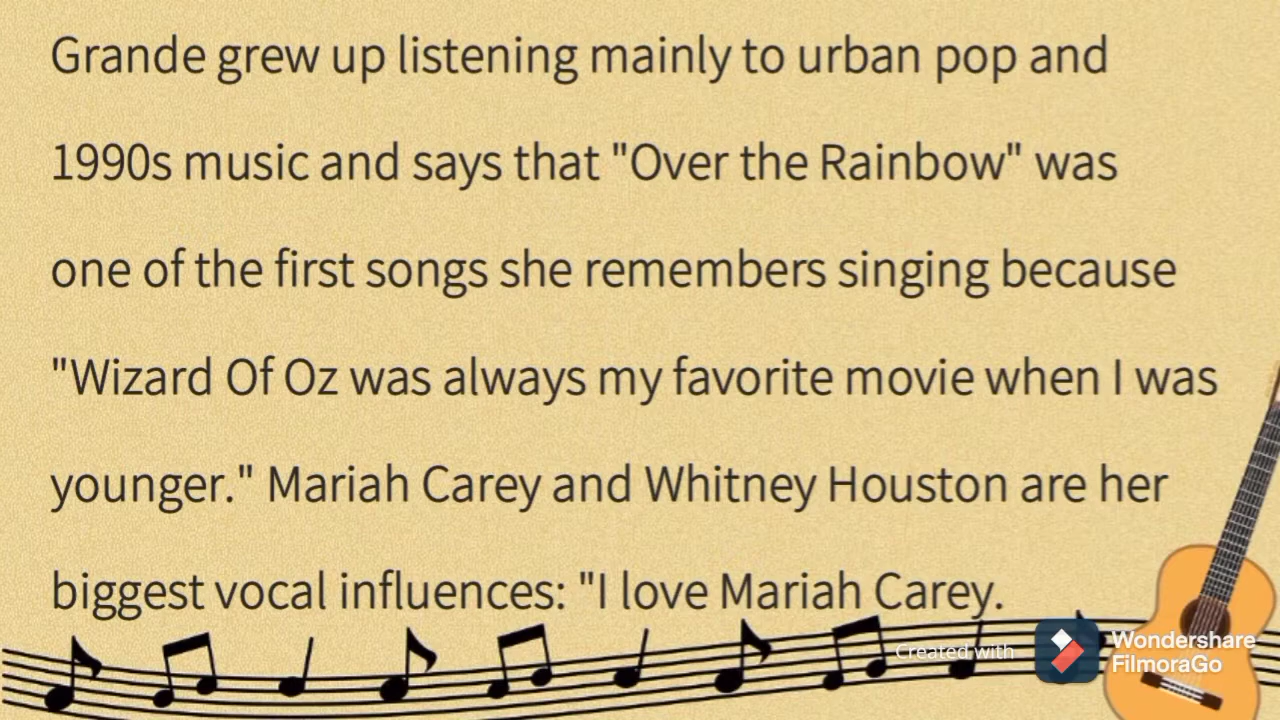 Grande grew up listening mainly to urban pop and
1990s music and says that "Over the Rainbow" was
one of the first songs she remembers singing because
"Wizard Of Oz was always my favorite movie when I was
younger." Mariah Carey and Whitney Houston are her
biggest vocal influences: "I love Mariah Carey.
Created with
Wondershare
FilmoraGo